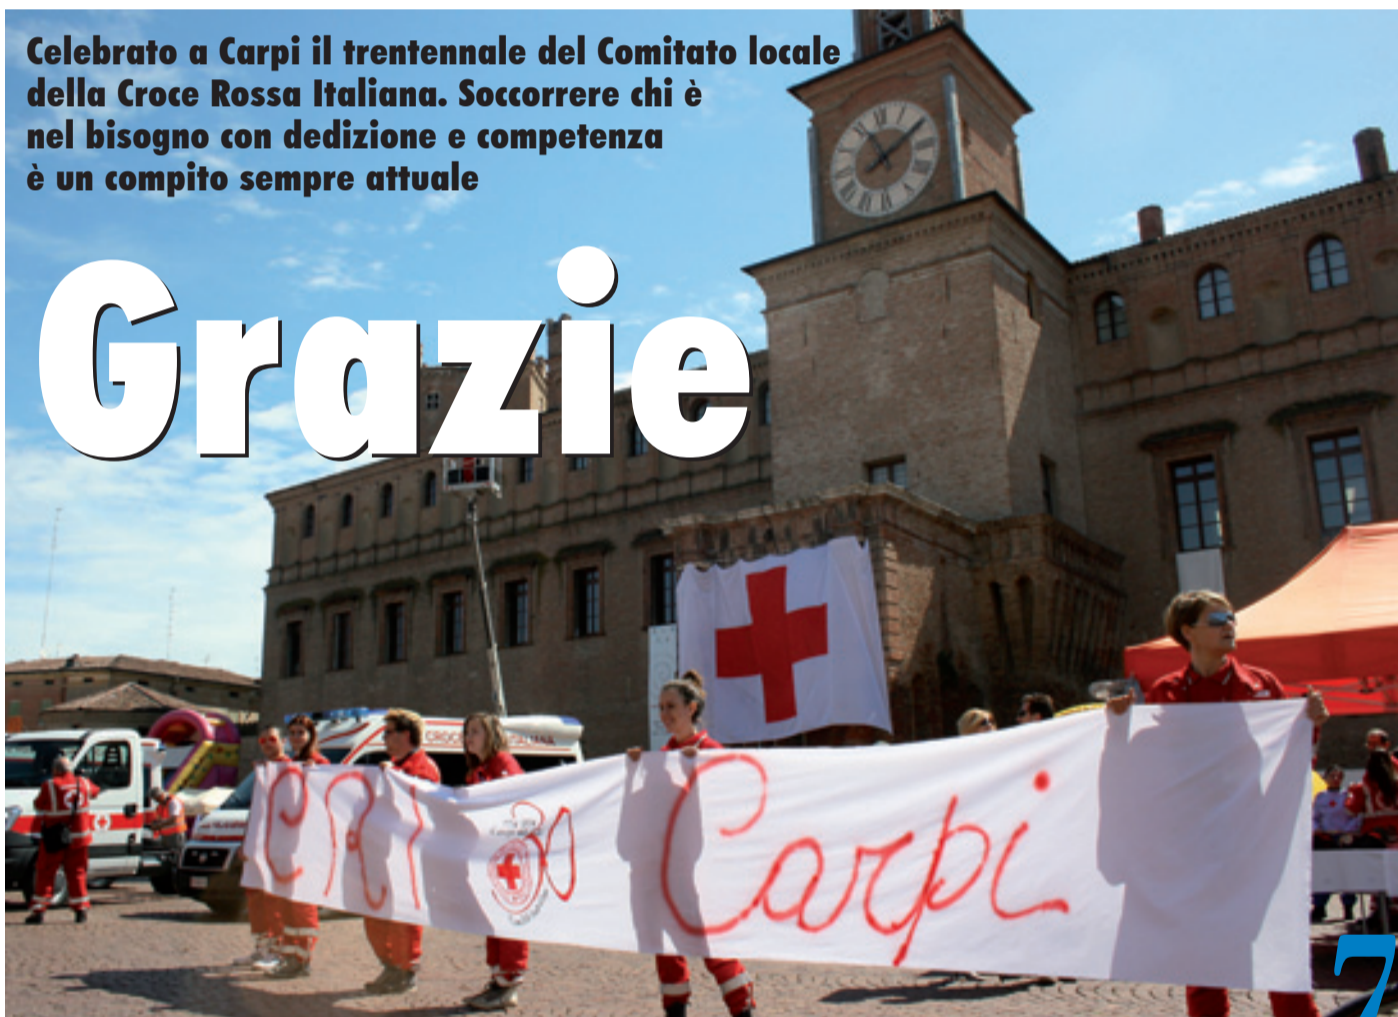 Celebrato a Carpi il trentennale del Comitato locale
della Croce Rossa Italiana. Soccorrere chi è
nel bisogno con dedizione e competenza
è un compito sempre attuale
Grazie
CRI 30 Carpi
7